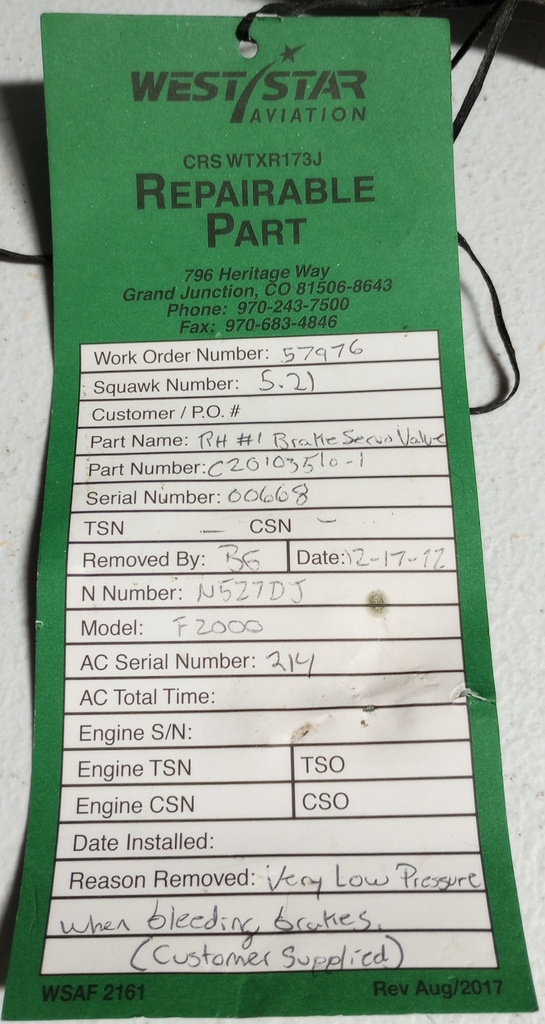 WEST STAR
AVIATION
CRS WTXR173J
REPAIRABLE
PART
796 Heritage Way
Grand Junction, CO 81506-8643
Phone: 970-243-7500
Fax: 970-683-4846
Work Order Number: 57976
Squawk Number: 5.21
Customer / P.O. #
Part Name: RH #1 Brake Servo Valve
Part Number: C20103510-1
Serial Number: 00668
TSN — CSN –
Removed By: BG Date: 12-17-22
N Number: N527DJ
Model: F2000
AC Serial Number: 214
AC Total Time:
Engine S/N:
Engine TSN TSO
Engine CSN CSO
Date Installed:
Reason Removed: Very Low Pressure
when bleeding brakes.
(Customer Supplied)
WSAF 2161 Rev Aug/2017